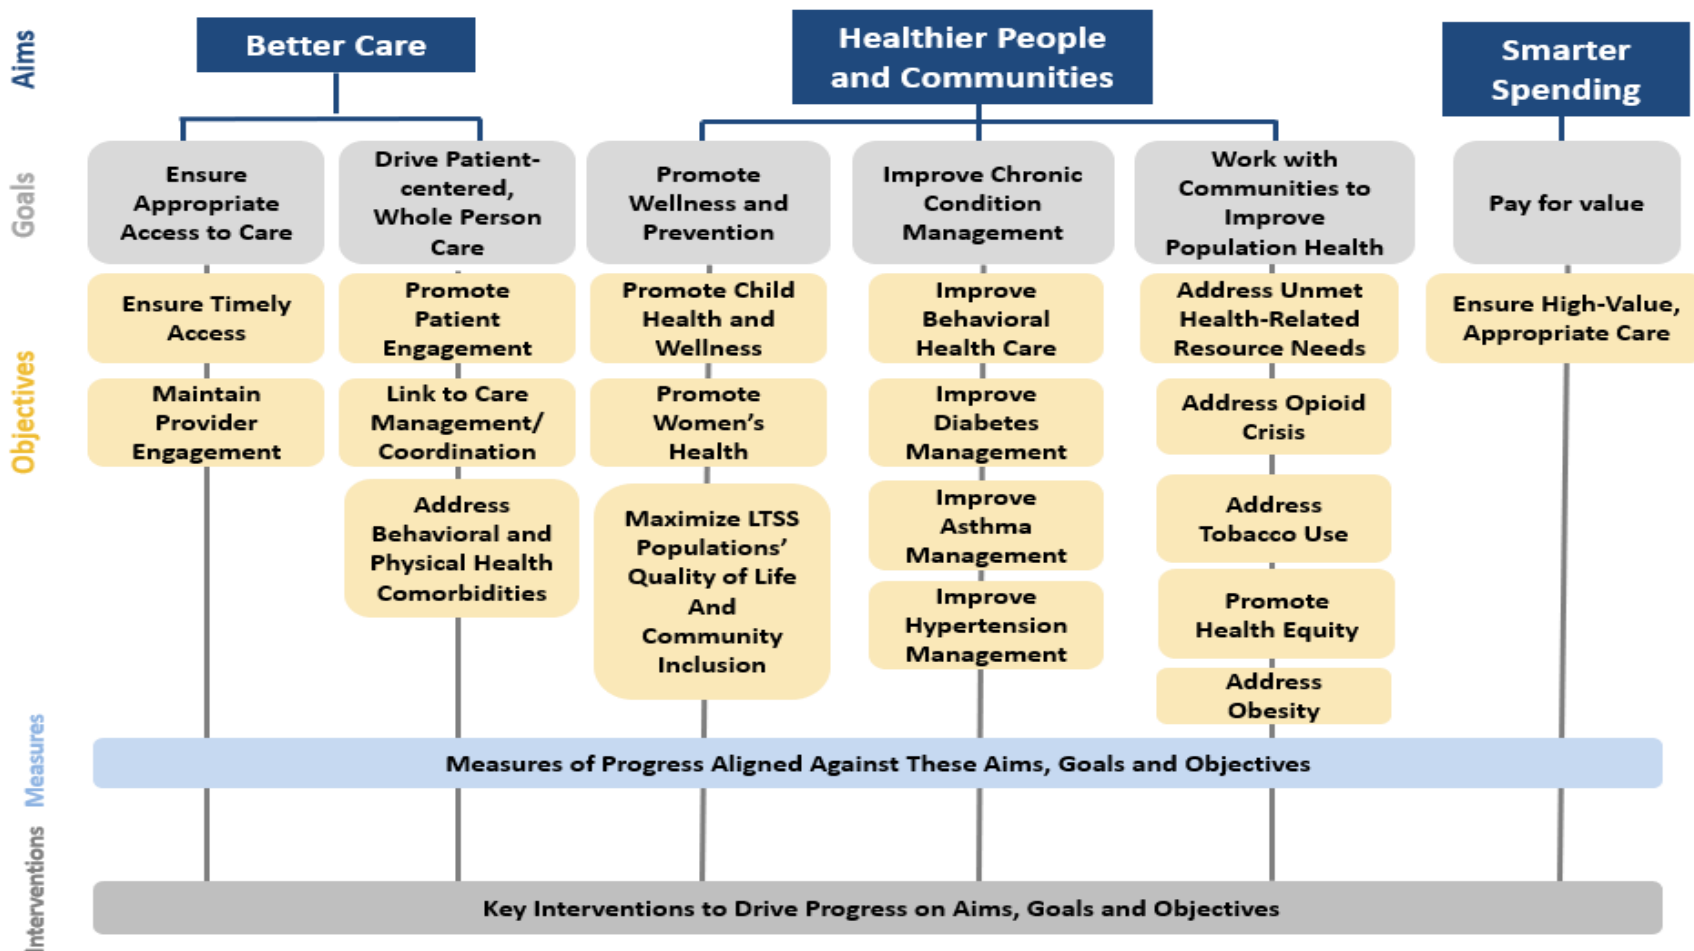 Aims
Better Care
Healthier People
and Communities
Smarter
Spending
Goals
Ensure
Appropriate
Access to Care
Drive Patient-
centered,
Whole Person
Care
Promote
Wellness and
Prevention
Improve Chronic
Condition
Management
Work with
Communities to
Improve
Population Health
Pay for value
Objectives
Ensure Timely
Access
Maintain
Provider
Engagement
Promote
Patient
Engagement
Link to Care
Management/
Coordination
Address
Behavioral and
Physical Health
Comorbidities
Promote Child
Health and
Wellness
Promote
Women’s
Health
Maximize LTSS
Populations’
Quality of Life
And
Community
Inclusion
Improve
Behavioral
Health Care
Improve
Diabetes
Management
Improve
Asthma
Management
Improve
Hypertension
Management
Address Unmet
Health-Related
Resource Needs
Address Opioid
Crisis
Address
Tobacco Use
Promote
Health Equity
Address
Obesity
Ensure High-Value,
Appropriate Care
Measures
Measures of Progress Aligned Against These Aims, Goals and Objectives
Interventions
Key Interventions to Drive Progress on Aims, Goals and Objectives